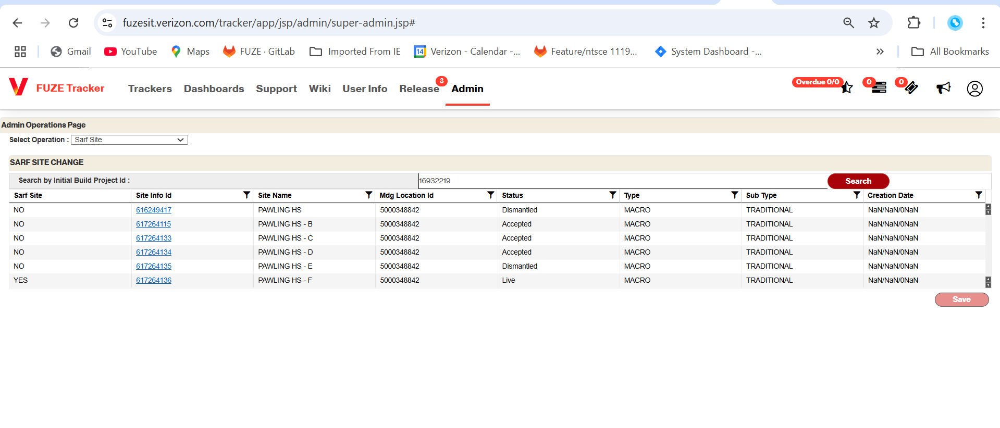 fuzesit.verizon.com/tracker/app/jsp/admin/super-admin.jsp#
Gmail YouTube Maps FUZE · GitLab Imported From IE 14 Verizon - Calendar -... Feature/ntsce 1119... System Dashboard -... » All Bookmarks
FUZE Tracker Trackers Dashboards Support Wiki User Info Release 3 Admin Overdue 0/0 0 0
Admin Operations Page
Select Operation : Sarf Site
SARF SITE CHANGE
Search by Initial Build Project Id : 16932219 Search
Sarf Site Site Info Id Site Name Mdg Location Id Status Type Sub Type Creation Date
NO 616249417 PAWLING HS 5000348842 Dismantled MACRO TRADITIONAL NaN/NaN/0NaN
NO 617264115 PAWLING HS - B 5000348842 Accepted MACRO TRADITIONAL NaN/NaN/0NaN
NO 617264133 PAWLING HS - C 5000348842 Accepted MACRO TRADITIONAL NaN/NaN/0NaN
NO 617264134 PAWLING HS - D 5000348842 Accepted MACRO TRADITIONAL NaN/NaN/0NaN
NO 617264135 PAWLING HS - E 5000348842 Dismantled MACRO TRADITIONAL NaN/NaN/0NaN
YES 617264136 PAWLING HS - F 5000348842 Live MACRO TRADITIONAL NaN/NaN/0NaN
Save